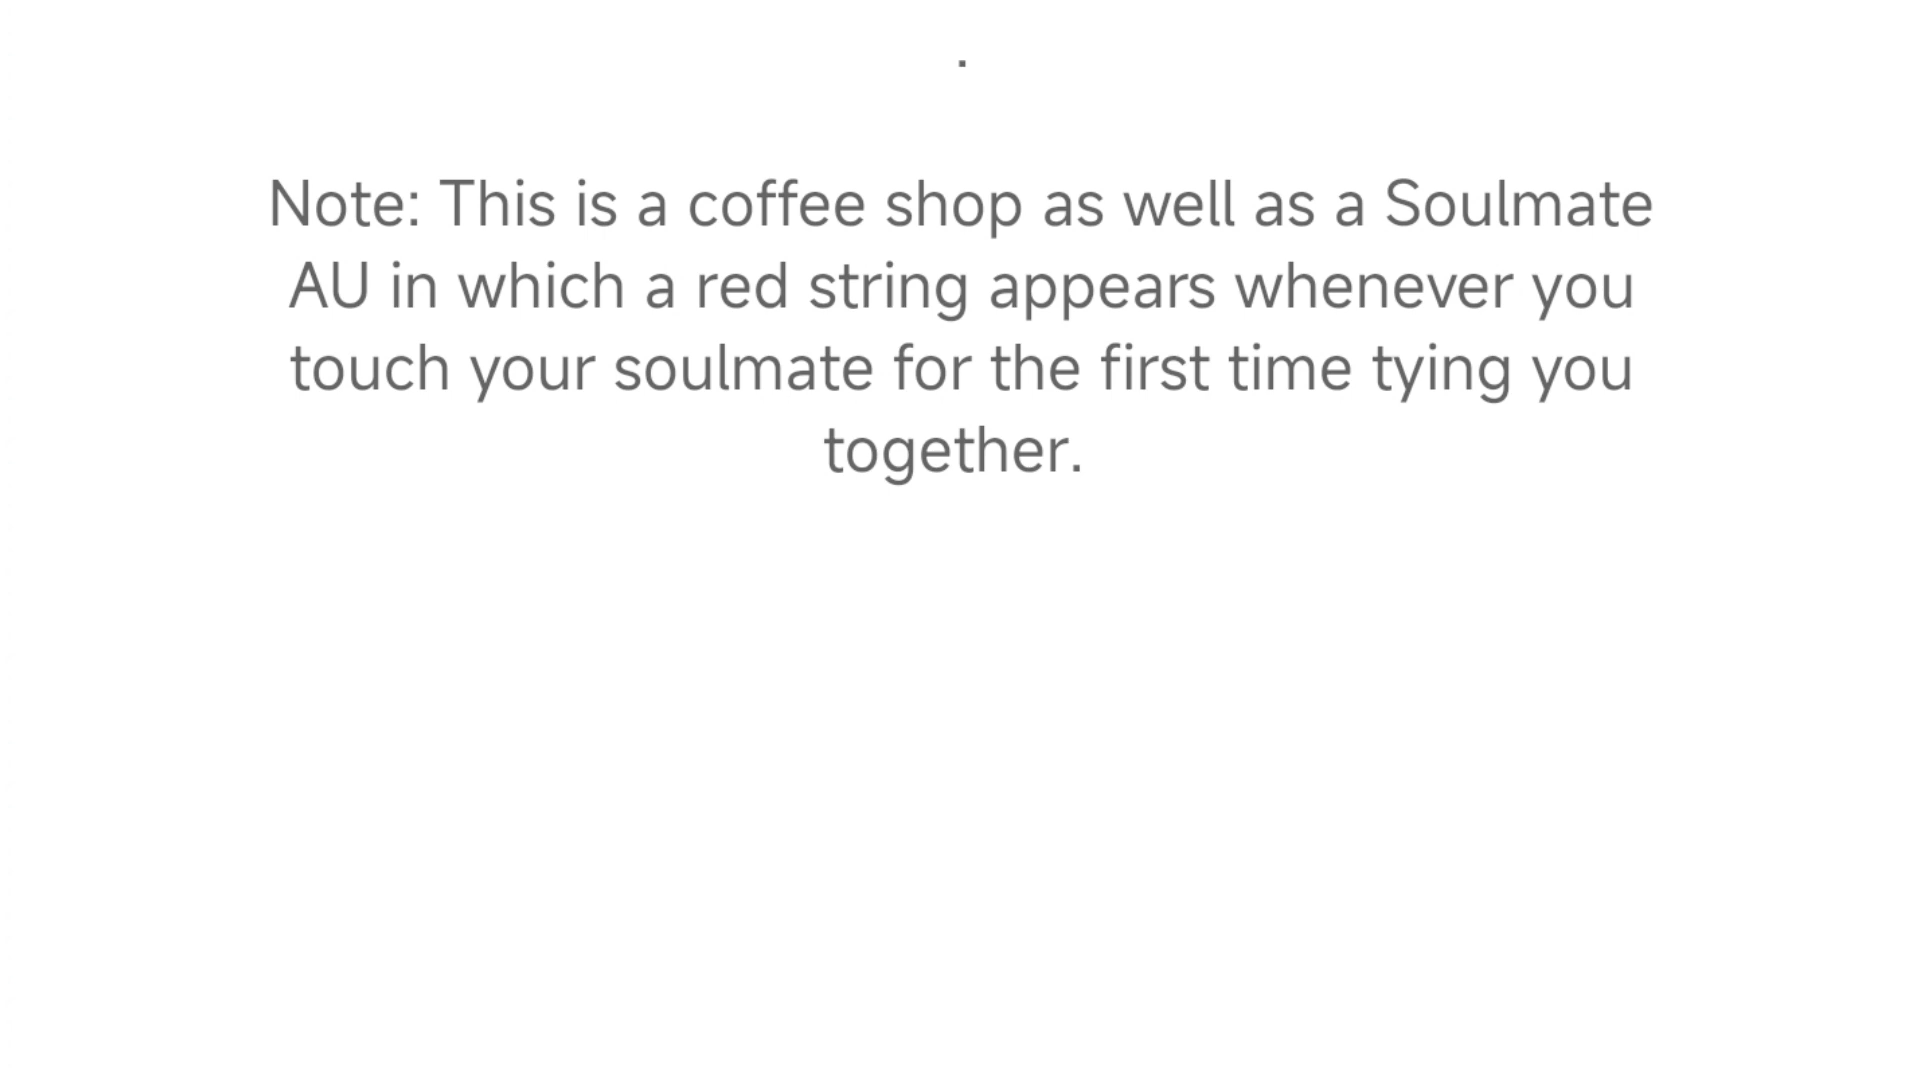 .
Note: This is a coffee shop as well as a Soulmate
AU in which a red string appears whenever you
touch your soulmate for the first time tying you
together.